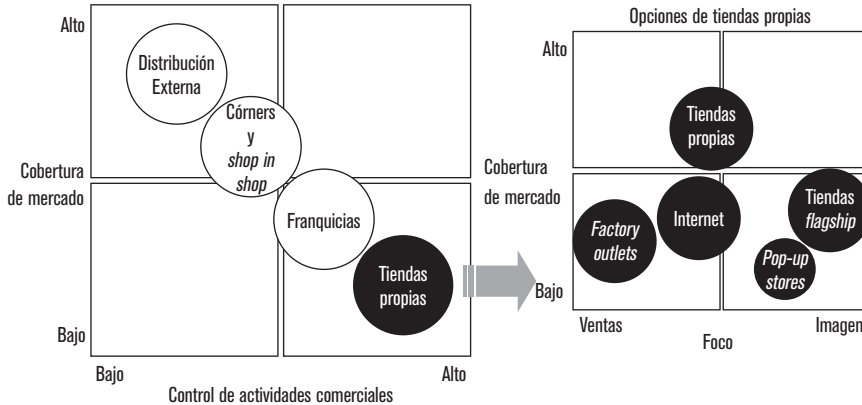 Alto
Distribución
Externa
Córners
y
shop in
shop
Cobertura
de mercado
Franquicias
Tiendas
propias
Bajo
Bajo
Alto
Control de actividades comerciales
Opciones de tiendas propias
Alto
Tiendas
propias
Cobertura
de mercado
Factory
outlets
Internet
Tiendas
flagship
Pop-up
stores
Bajo
Ventas
Imagen
Foco